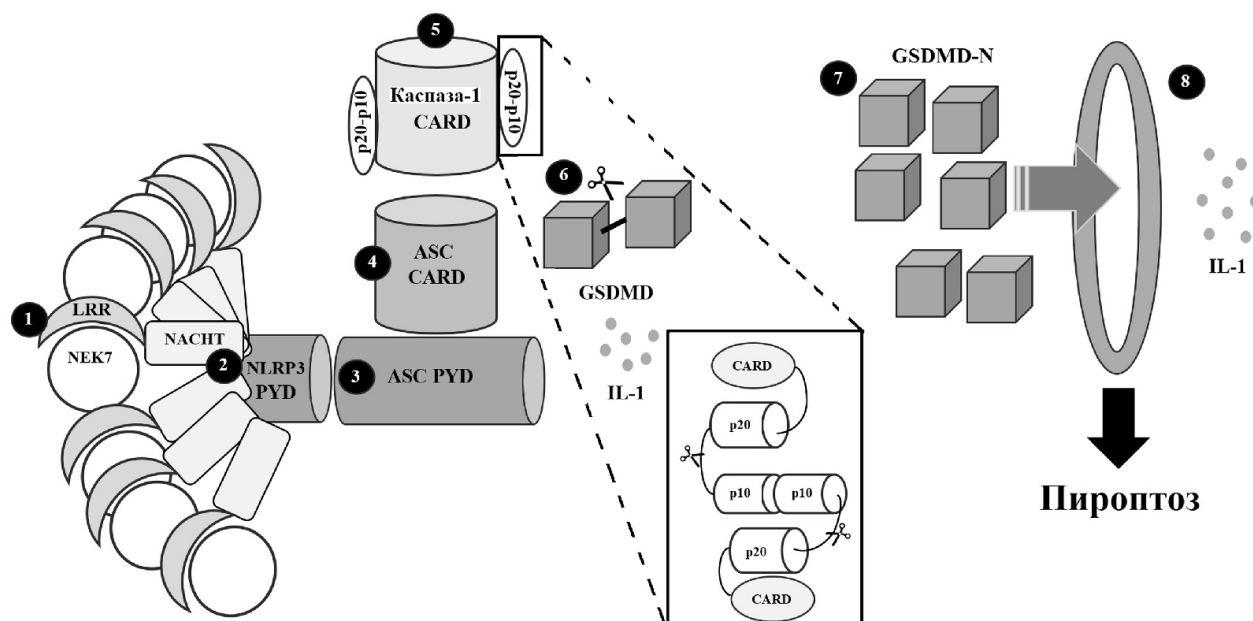 5
Каспаза-1
CARD
p20-p10
p20-p10
6
4
ASC
CARD
GSDMD
1
LRR
NEK7
NACHT
2
NLRP3
PYD
3
ASC PYD
IL-1
CARD
p20
p10
p10
p20
CARD
GSDMD-N
7
8
IL-1
Пироптоз